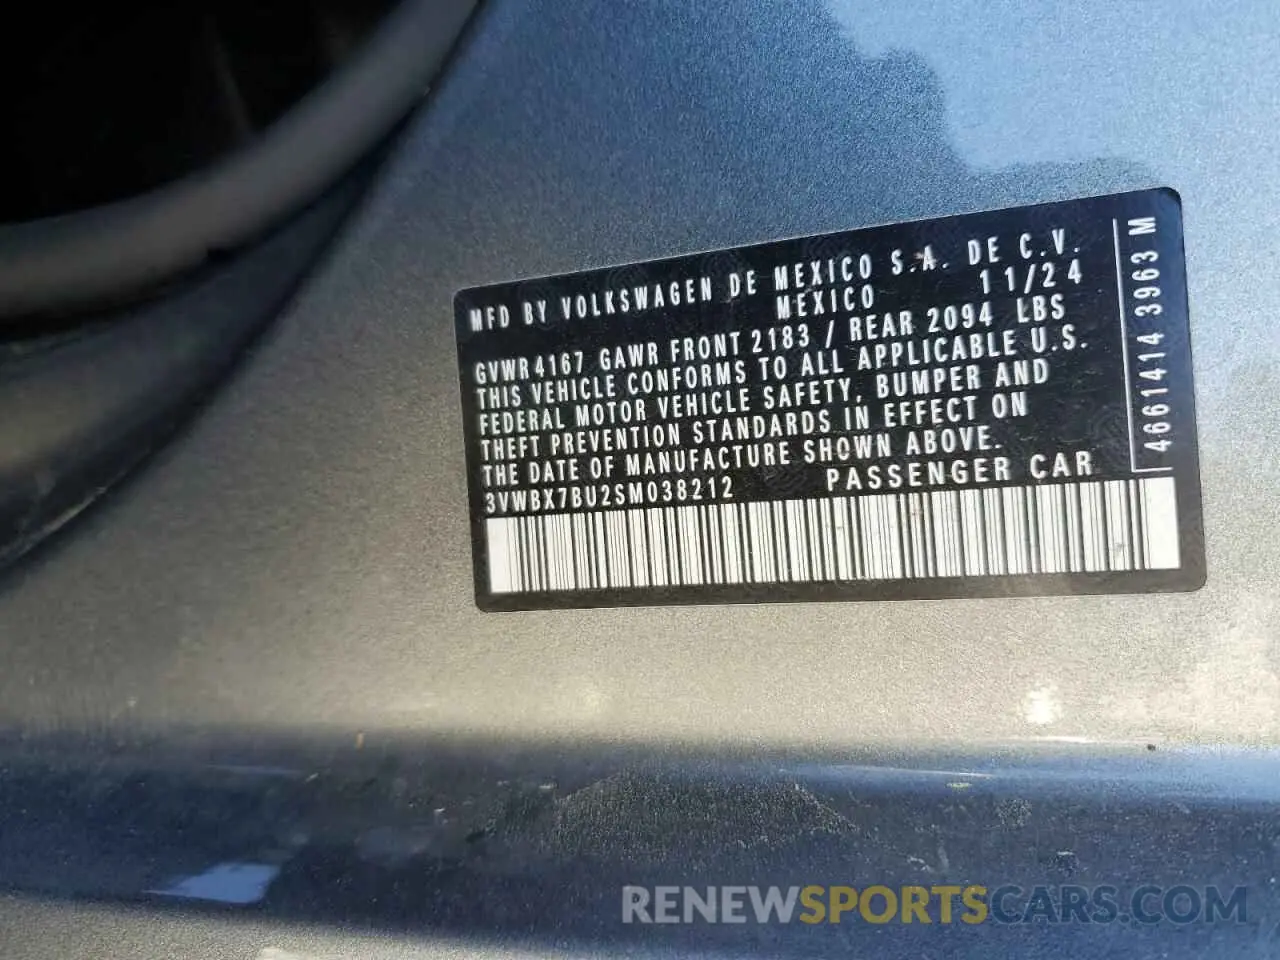 MFD BY VOLKSWAGEN DE MEXICO S.A. DE C.V.
MEXICO 11/24
GVWR 4167 GAWR FRONT 2183 / REAR 2094 LBS
THIS VEHICLE CONFORMS TO ALL APPLICABLE U.S.
FEDERAL MOTOR VEHICLE SAFETY, BUMPER AND
THEFT PREVENTION STANDARDS IN EFFECT ON
THE DATE OF MANUFACTURE SHOWN ABOVE.
3VWBX7BU2SM038212 PASSENGER CAR
4661414 3963 M
RENEWSPORTSCARS.COM